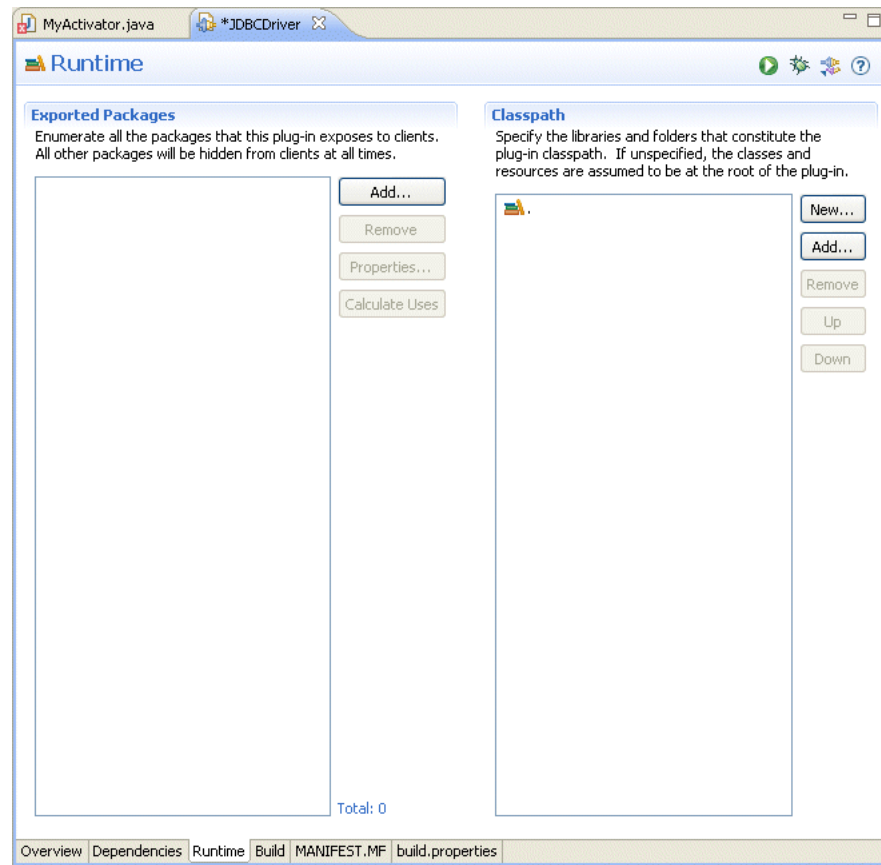 MyActivator.java
*JDBCDriver
Runtime
Exported Packages
Enumerate all the packages that this plug-in exposes to clients.
All other packages will be hidden from clients at all times.
Add...
Remove
Properties...
Calculate Uses
Total: 0
Classpath
Specify the libraries and folders that constitute the
plug-in classpath.  If unspecified, the classes and
resources are assumed to be at the root of the plug-in.
.
New...
Add...
Remove
Up
Down
Overview Dependencies Runtime Build MANIFEST.MF build.properties